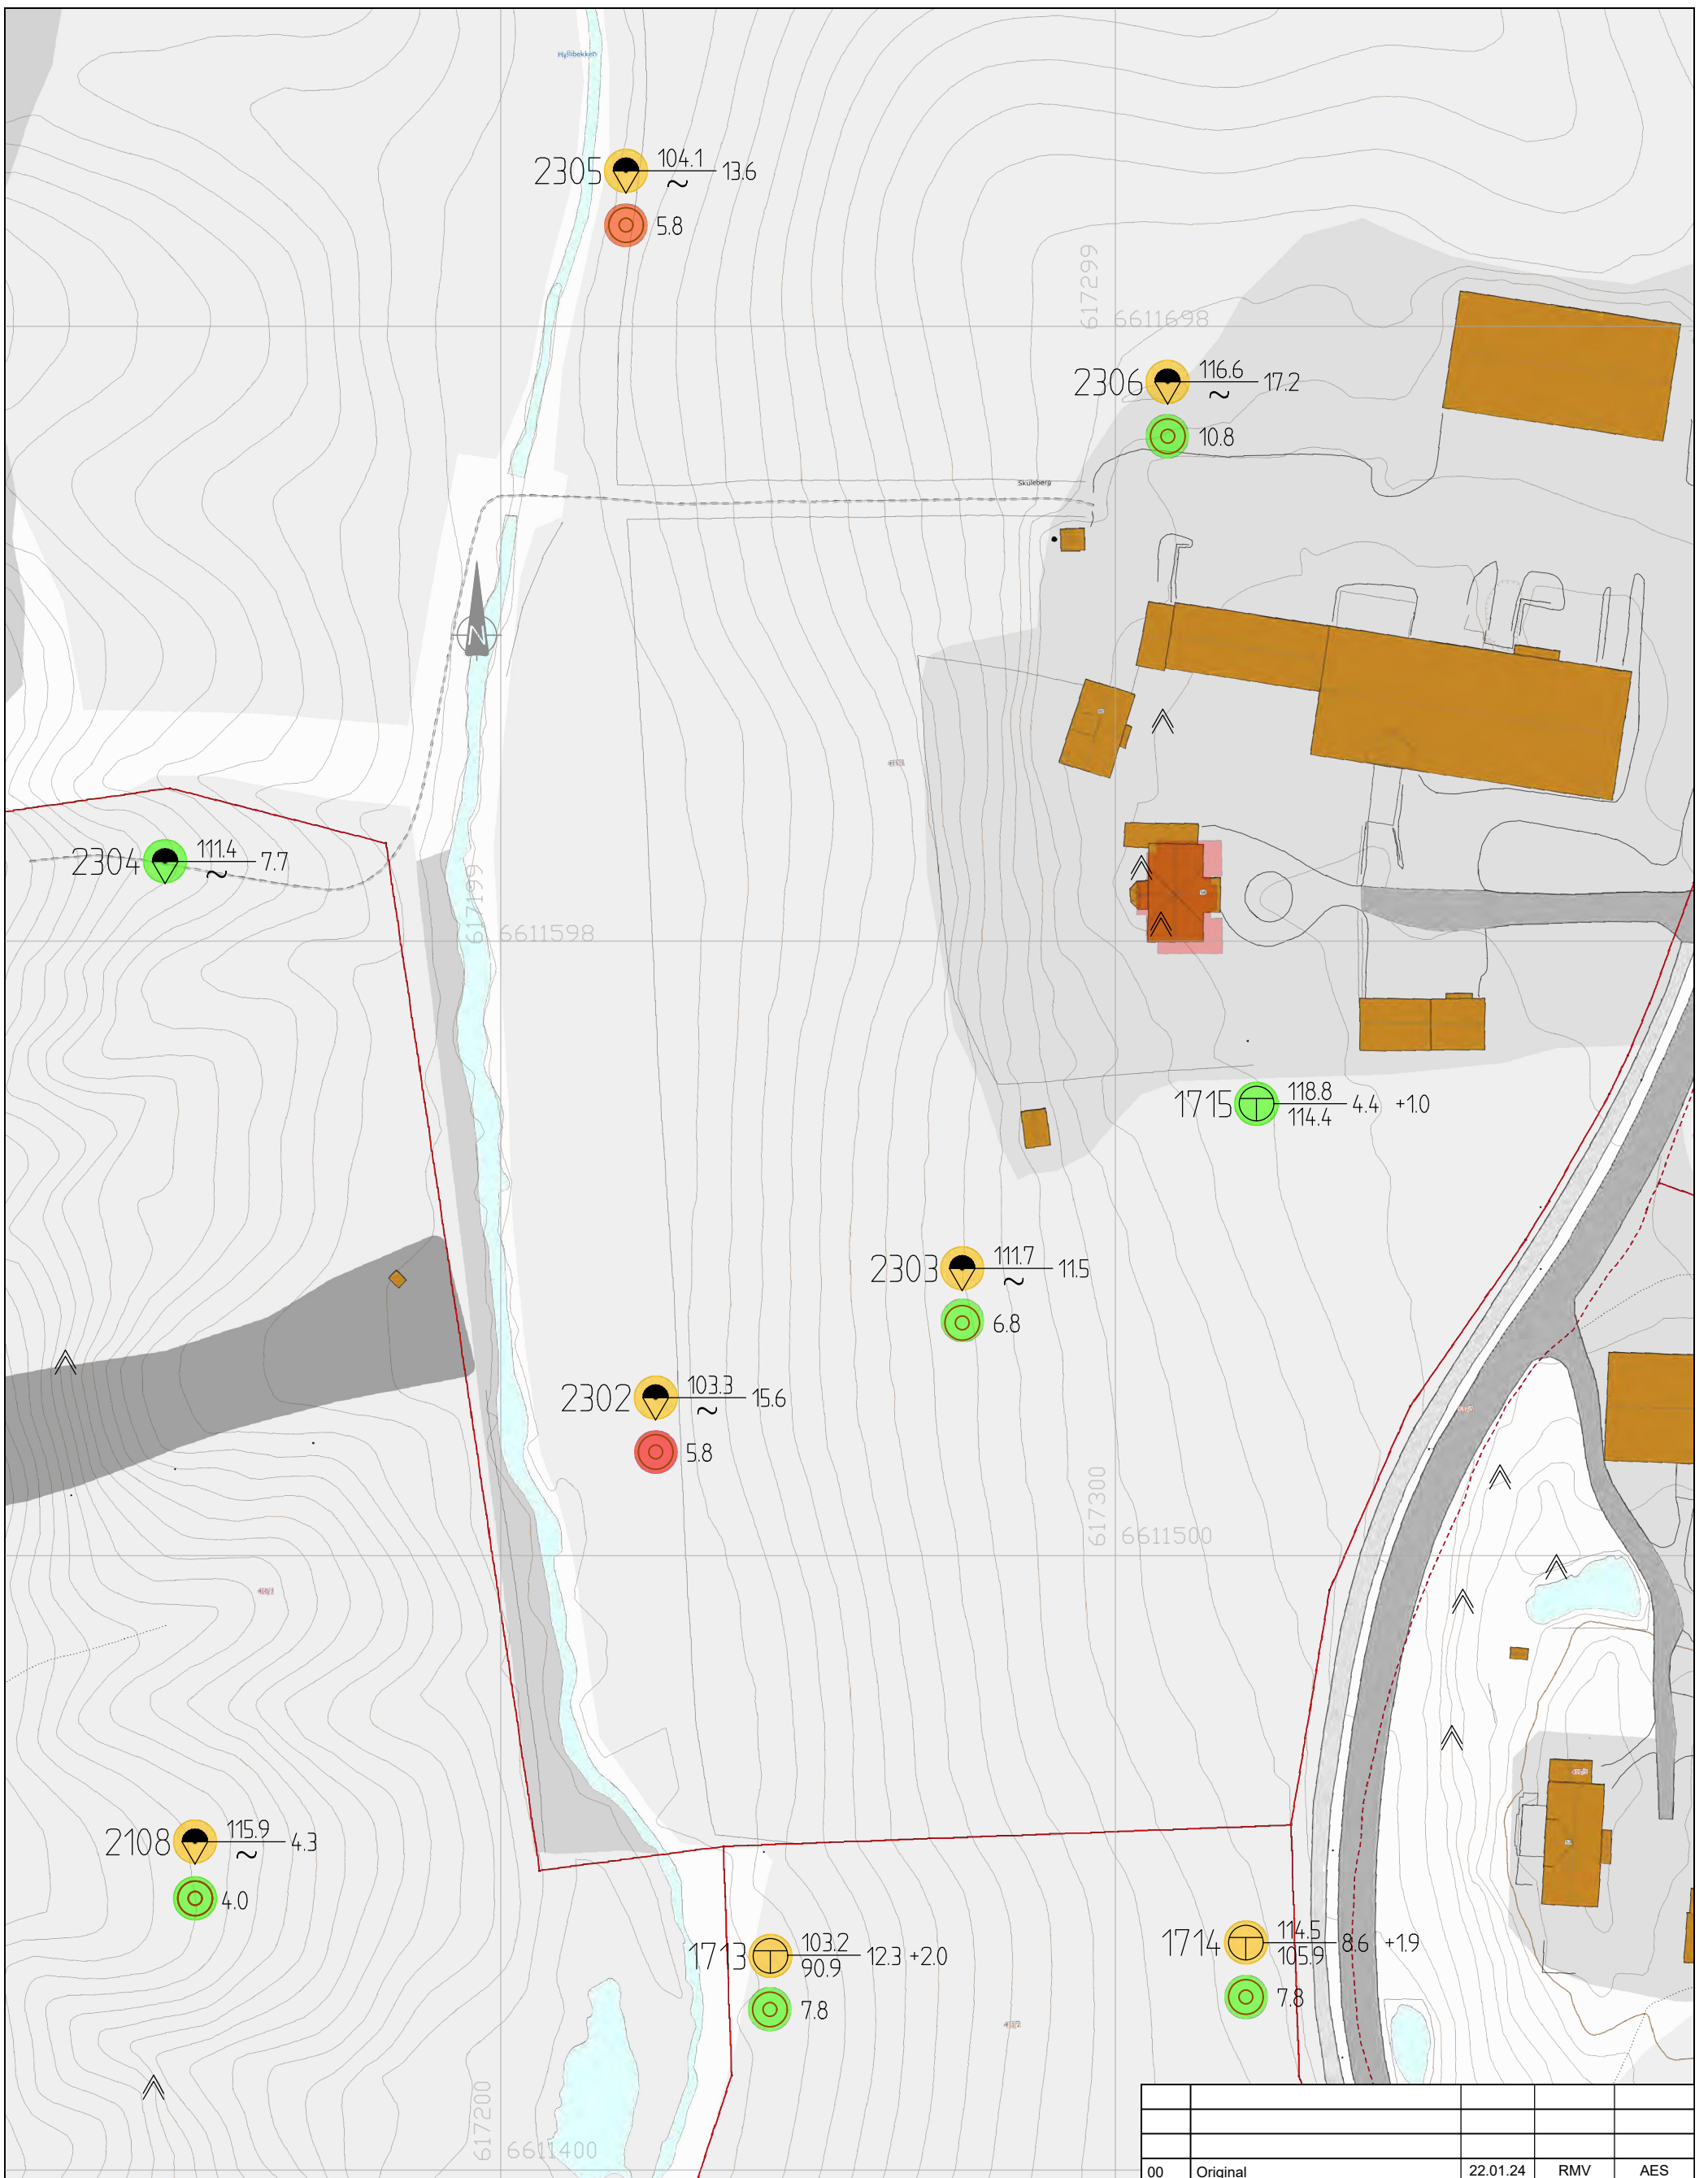 Hyllibekken
2305 104.1 ~ 13.6
5.8
617299
6611698
2306 116.6 ~ 17.2
10.8
Skuleberg
N
2304 111.4 ~ 7.7
617199
6611598
1715 118.8 4.4 +1.0
114.4
2303 111.7 ~ 11.5
6.8
2302 103.3 ~ 15.6
5.8
617300
6611500
2108 115.9 ~ 4.3
4.0
1713 103.2 12.3 +2.0
90.9
7.8
1714 114.5 8.6 +1.9
105.9
7.8
617200
6611400
00 Original 22.01.24 RMV AES